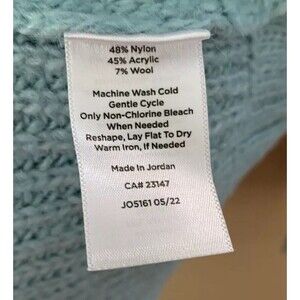 48% Nylon
45% Acrylic
7% Wool
Machine Wash Cold
Gentle Cycle
Only Non-Chlorine Bleach
When Needed
Reshape, Lay Flat To Dry
Warm Iron, If Needed
Made In Jordan
CA# 23147
JO5161 05/22